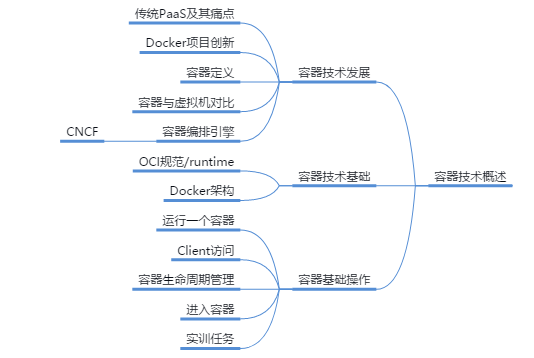 传统PaaS及其痛点
Docker项目创新
容器定义
容器技术发展
容器与虚拟机对比
CNCF
容器编排引擎
OCI规范/runtime
容器技术基础
容器技术概述
Docker架构
运行一个容器
Client访问
容器生命周期管理
容器基础操作
进入容器
实训任务